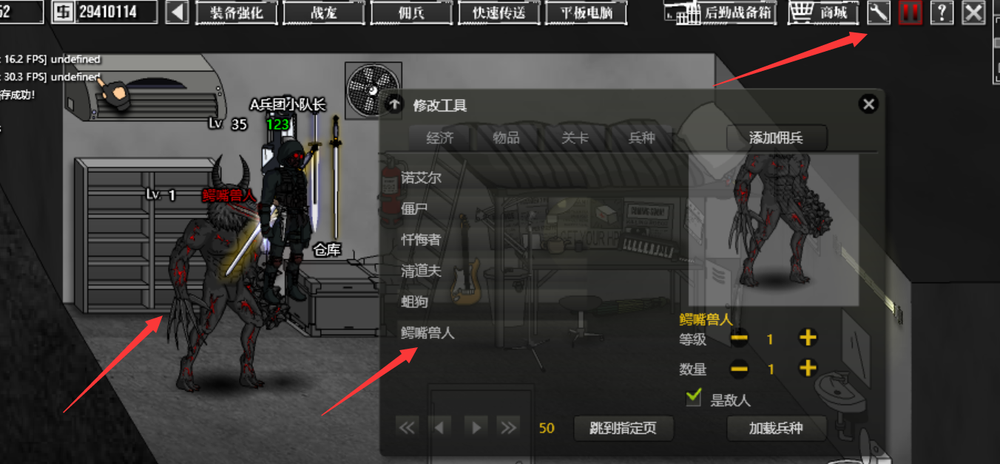 52
29410114
装备强化
战宠
佣兵
快速传送
平板电脑
后勤战备箱
商城
?
: 16.2 FPS] undefined
: 30.3 FPS] undefined
存成功!
A兵团小队长
Lv 35
123
Lv. 1
鳄嘴兽人
仓库
修改工具
经济
物品
关卡
兵种
添加佣兵
诺艾尔
僵尸
忏悔者
清道夫
蛆狗
鳄嘴兽人
COMING SOON!
GET YOUR
鳄嘴兽人
等级
1
数量
1
是敌人
50
跳到指定页
加载兵种